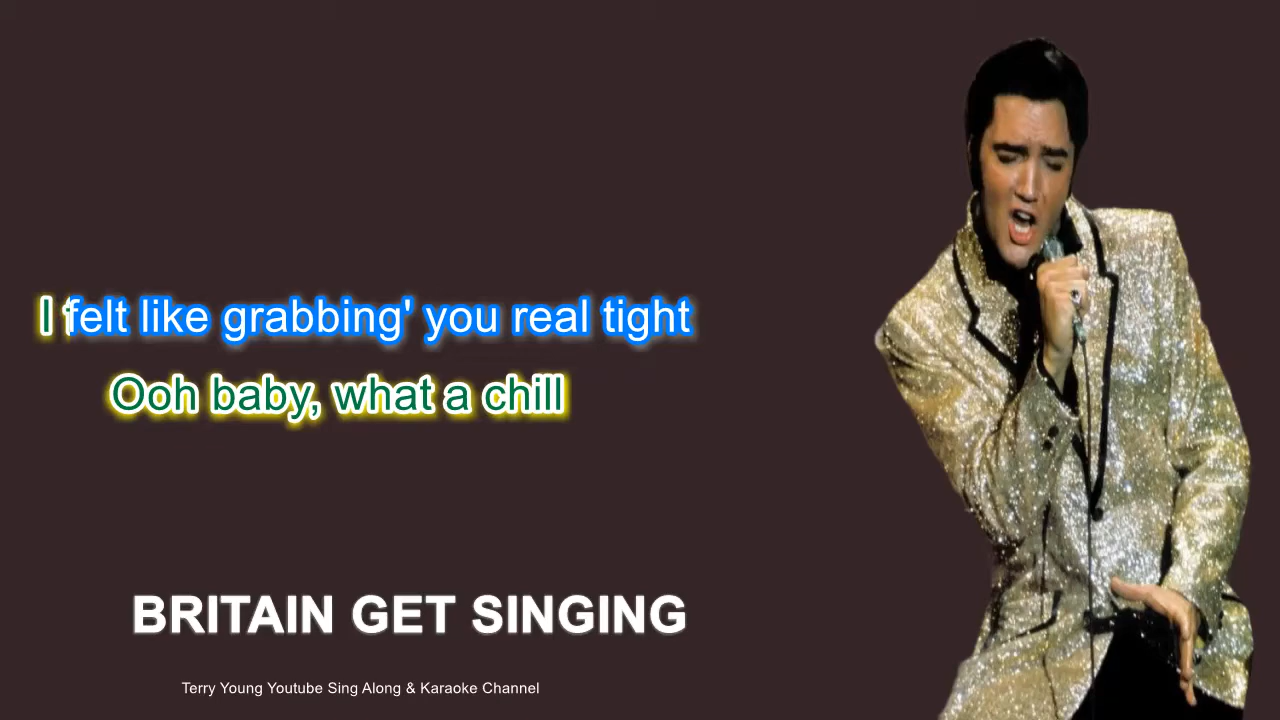 I felt like grabbing' you real tight
Ooh baby, what a chill
BRITAIN GET SINGING
Terry Young Youtube Sing Along & Karaoke Channel